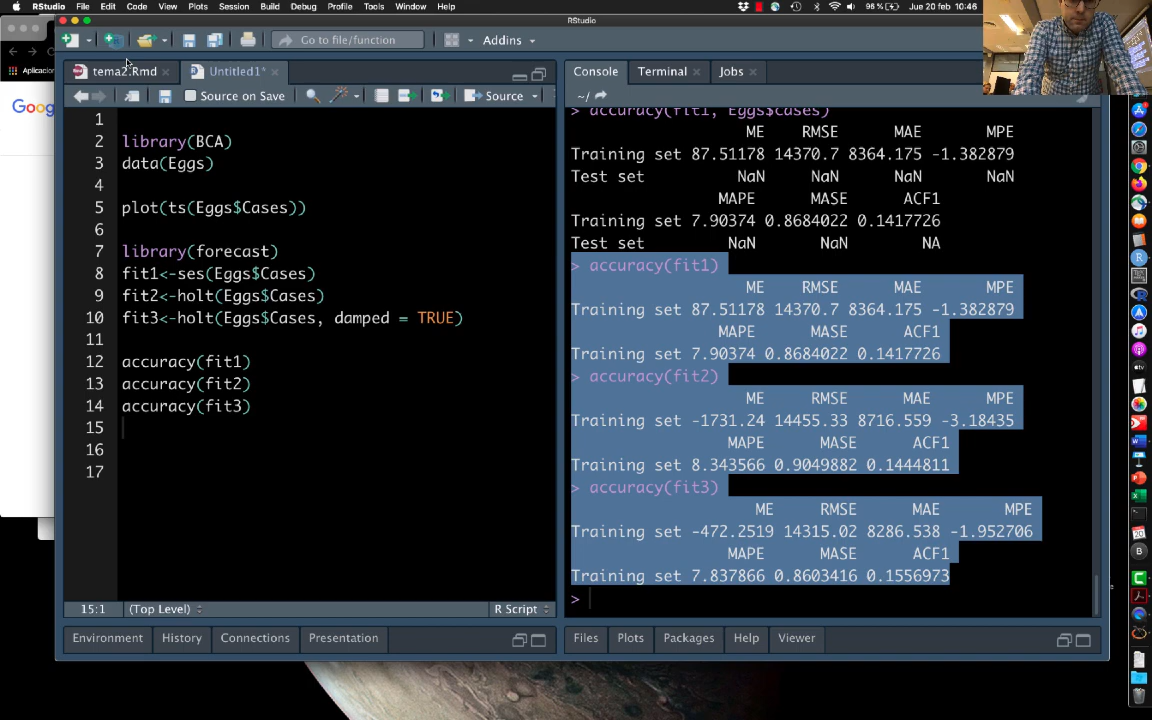 RStudio File Edit Code View Plots Session Build Debug Profile Tools Window Help
96 % Jue 20 feb 10:46
RStudio
Go to file/function
Addins
Aplicacion
Goog
tema2.Rmd
Untitled1*
Source on Save
Source
1
2 library(BCA)
3 data(Eggs)
4
5 plot(ts(Eggs$Cases))
6
7 library(forecast)
8 fit1<-ses(Eggs$Cases)
9 fit2<-holt(Eggs$Cases)
10 fit3<-holt(Eggs$Cases, damped = TRUE)
11
12 accuracy(fit1)
13 accuracy(fit2)
14 accuracy(fit3)
15
16
17
15:1 (Top Level) R Script
Environment History Connections Presentation
Console Terminal Jobs
~/
> accuracy(fit1, Eggs$Cases)
ME RMSE MAE MPE
Training set 87.51178 14370.7 8364.175 -1.382879
Test set NaN NaN NaN NaN
MAPE MASE ACF1
Training set 7.90374 0.8684022 0.1417726
Test set NaN NaN NA
> accuracy(fit1)
ME RMSE MAE MPE
Training set 87.51178 14370.7 8364.175 -1.382879
MAPE MASE ACF1
Training set 7.90374 0.8684022 0.1417726
> accuracy(fit2)
ME RMSE MAE MPE
Training set -1731.24 14455.33 8716.559 -3.18435
MAPE MASE ACF1
Training set 8.343566 0.9049882 0.1444811
> accuracy(fit3)
ME RMSE MAE MPE
Training set -472.2519 14315.02 8286.538 -1.952706
MAPE MASE ACF1
Training set 7.837866 0.8603416 0.1556973
>
Files Plots Packages Help Viewer